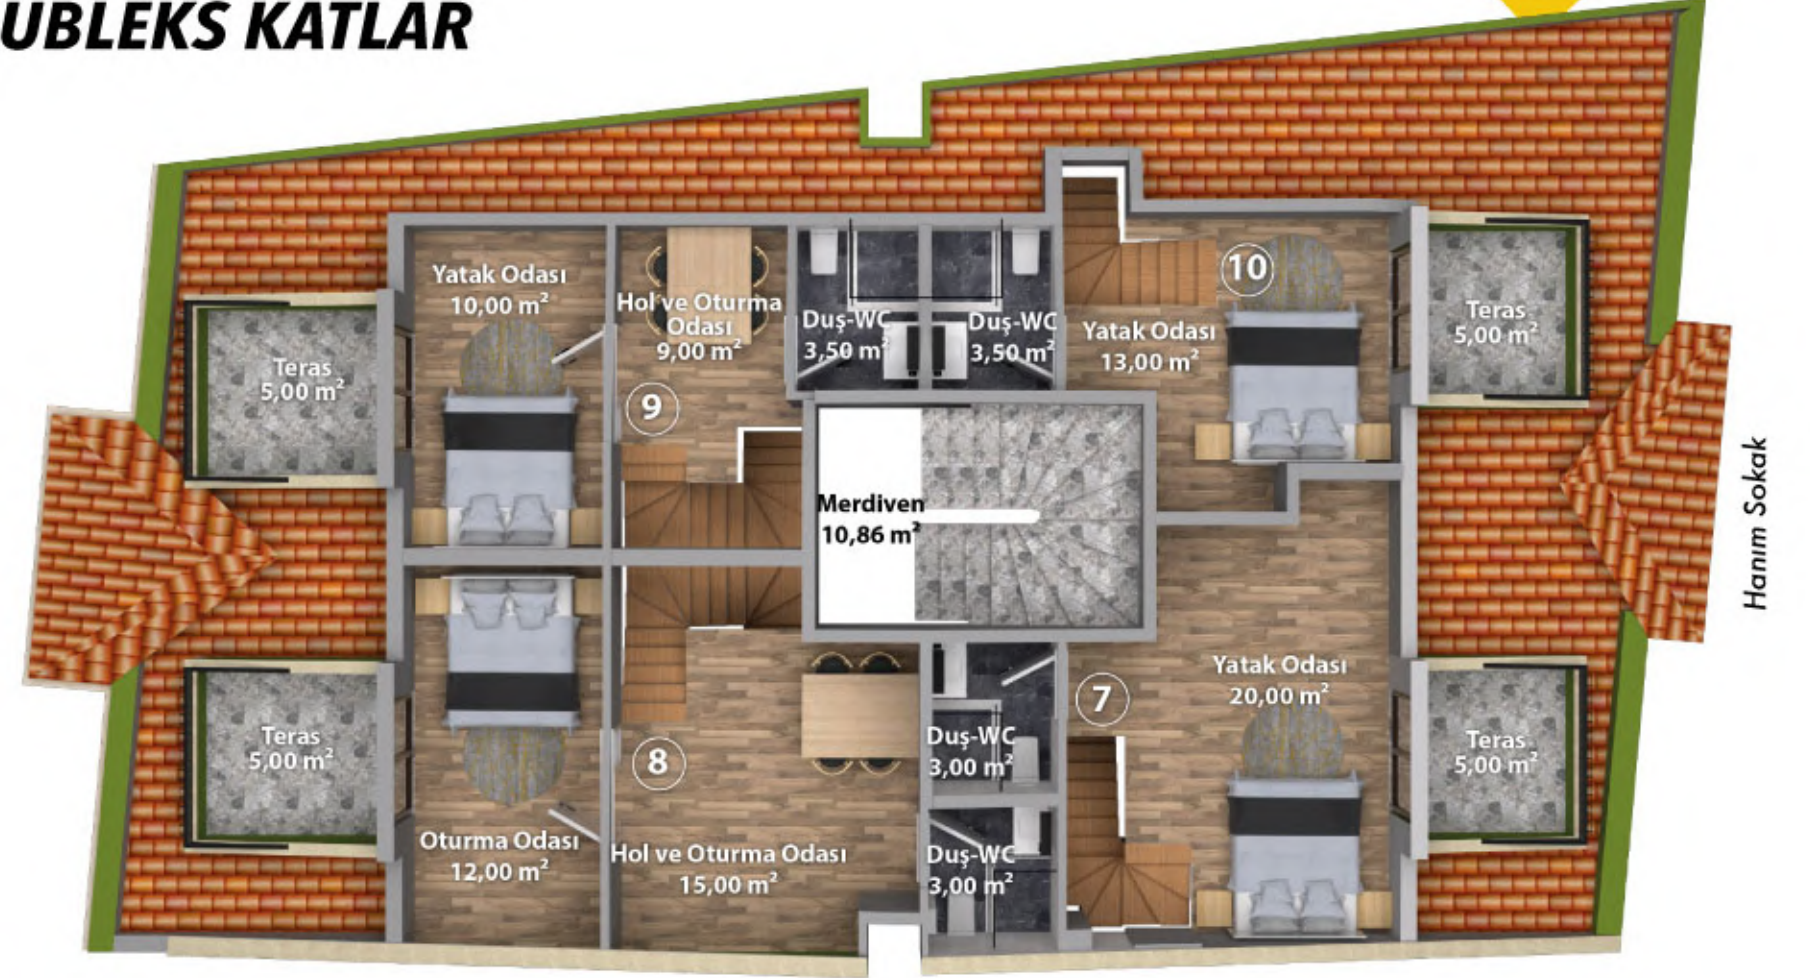 UBLEKS KATLAR
Yatak Odası
10,00 m²
Hol ve Oturma
Odası
9,00 m²
Duş-WC
3,50 m²
Duş-WC
3,50 m²
10
Yatak Odası
13,00 m²
Teras
5,00 m²
Teras
5,00 m²
9
Merdiven
10,86 m²
Hanım Sokak
Teras
5,00 m²
8
Oturma Odası
12,00 m²
Hol ve Oturma Odası
15,00 m²
Duş-WC
3,00 m²
Duş-WC
3,00 m²
7
Yatak Odası
20,00 m²
Teras
5,00 m²